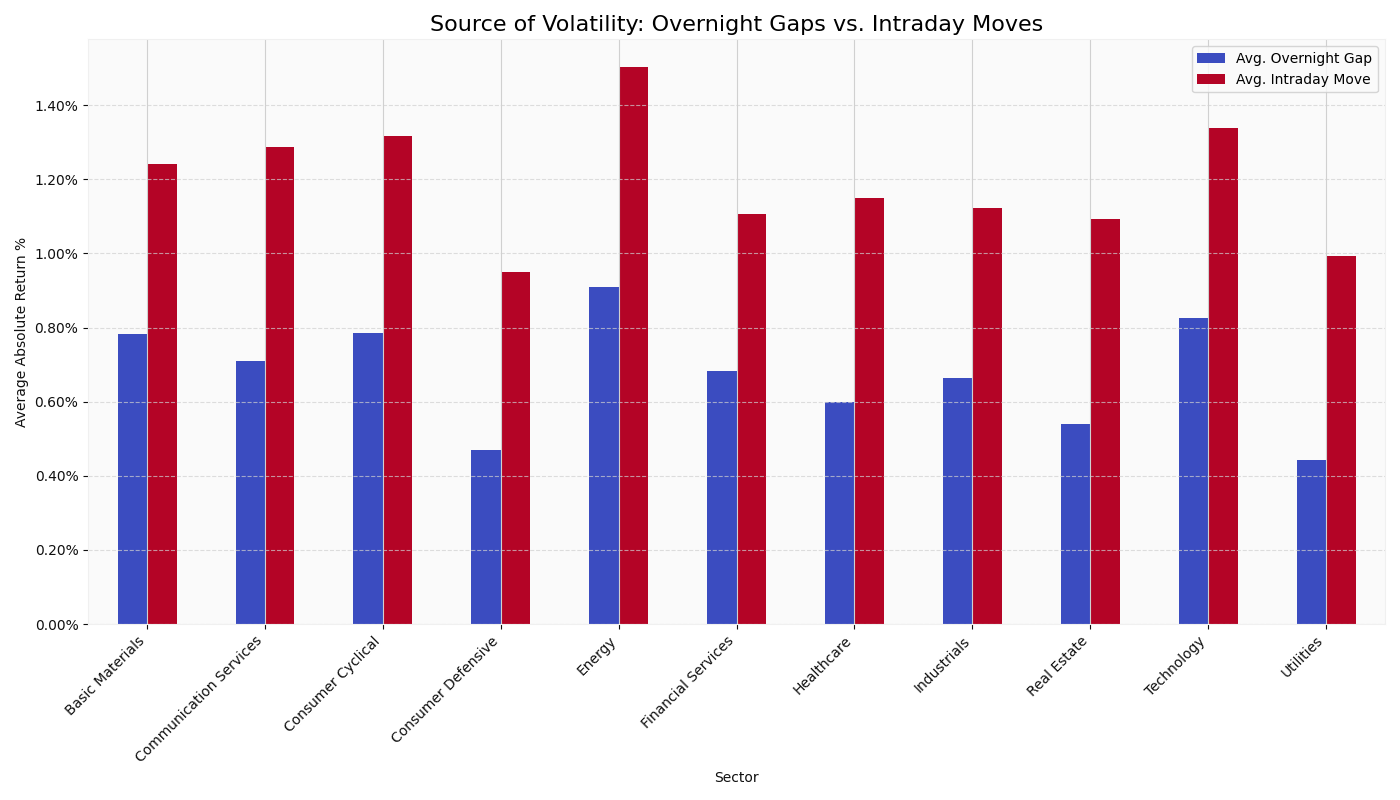 Source of Volatility: Overnight Gaps vs. Intraday Moves
Avg. Overnight Gap
Avg. Intraday Move
Average Absolute Return %
1.40%
1.20%
1.00%
0.80%
0.60%
0.40%
0.20%
0.00%
Basic Materials
Communication Services
Consumer Cyclical
Consumer Defensive
Energy
Financial Services
Healthcare
Industrials
Real Estate
Technology
Utilities
Sector